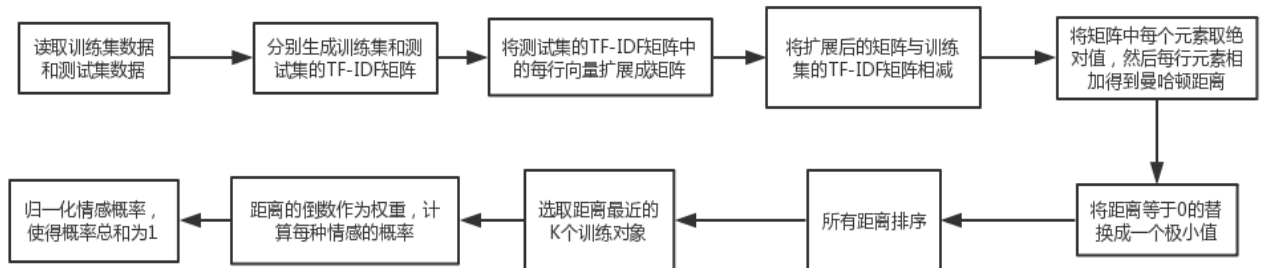 读取训练集数据
和测试集数据
分别生成训练集和测
试集的TF-IDF矩阵
将测试集的TF-IDF矩阵中
的每行向量扩展成矩阵
将扩展后的矩阵与训练
集的TF-IDF矩阵相减
将矩阵中每个元素取绝
对值，然后每行元素相
加得到曼哈顿距离
将距离等于0的替
换成一个极小值
所有距离排序
选取距离最近的
K个训练对象
距离的倒数作为权重，计
算每种情感的概率
归一化情感概率，
使得概率总和为1